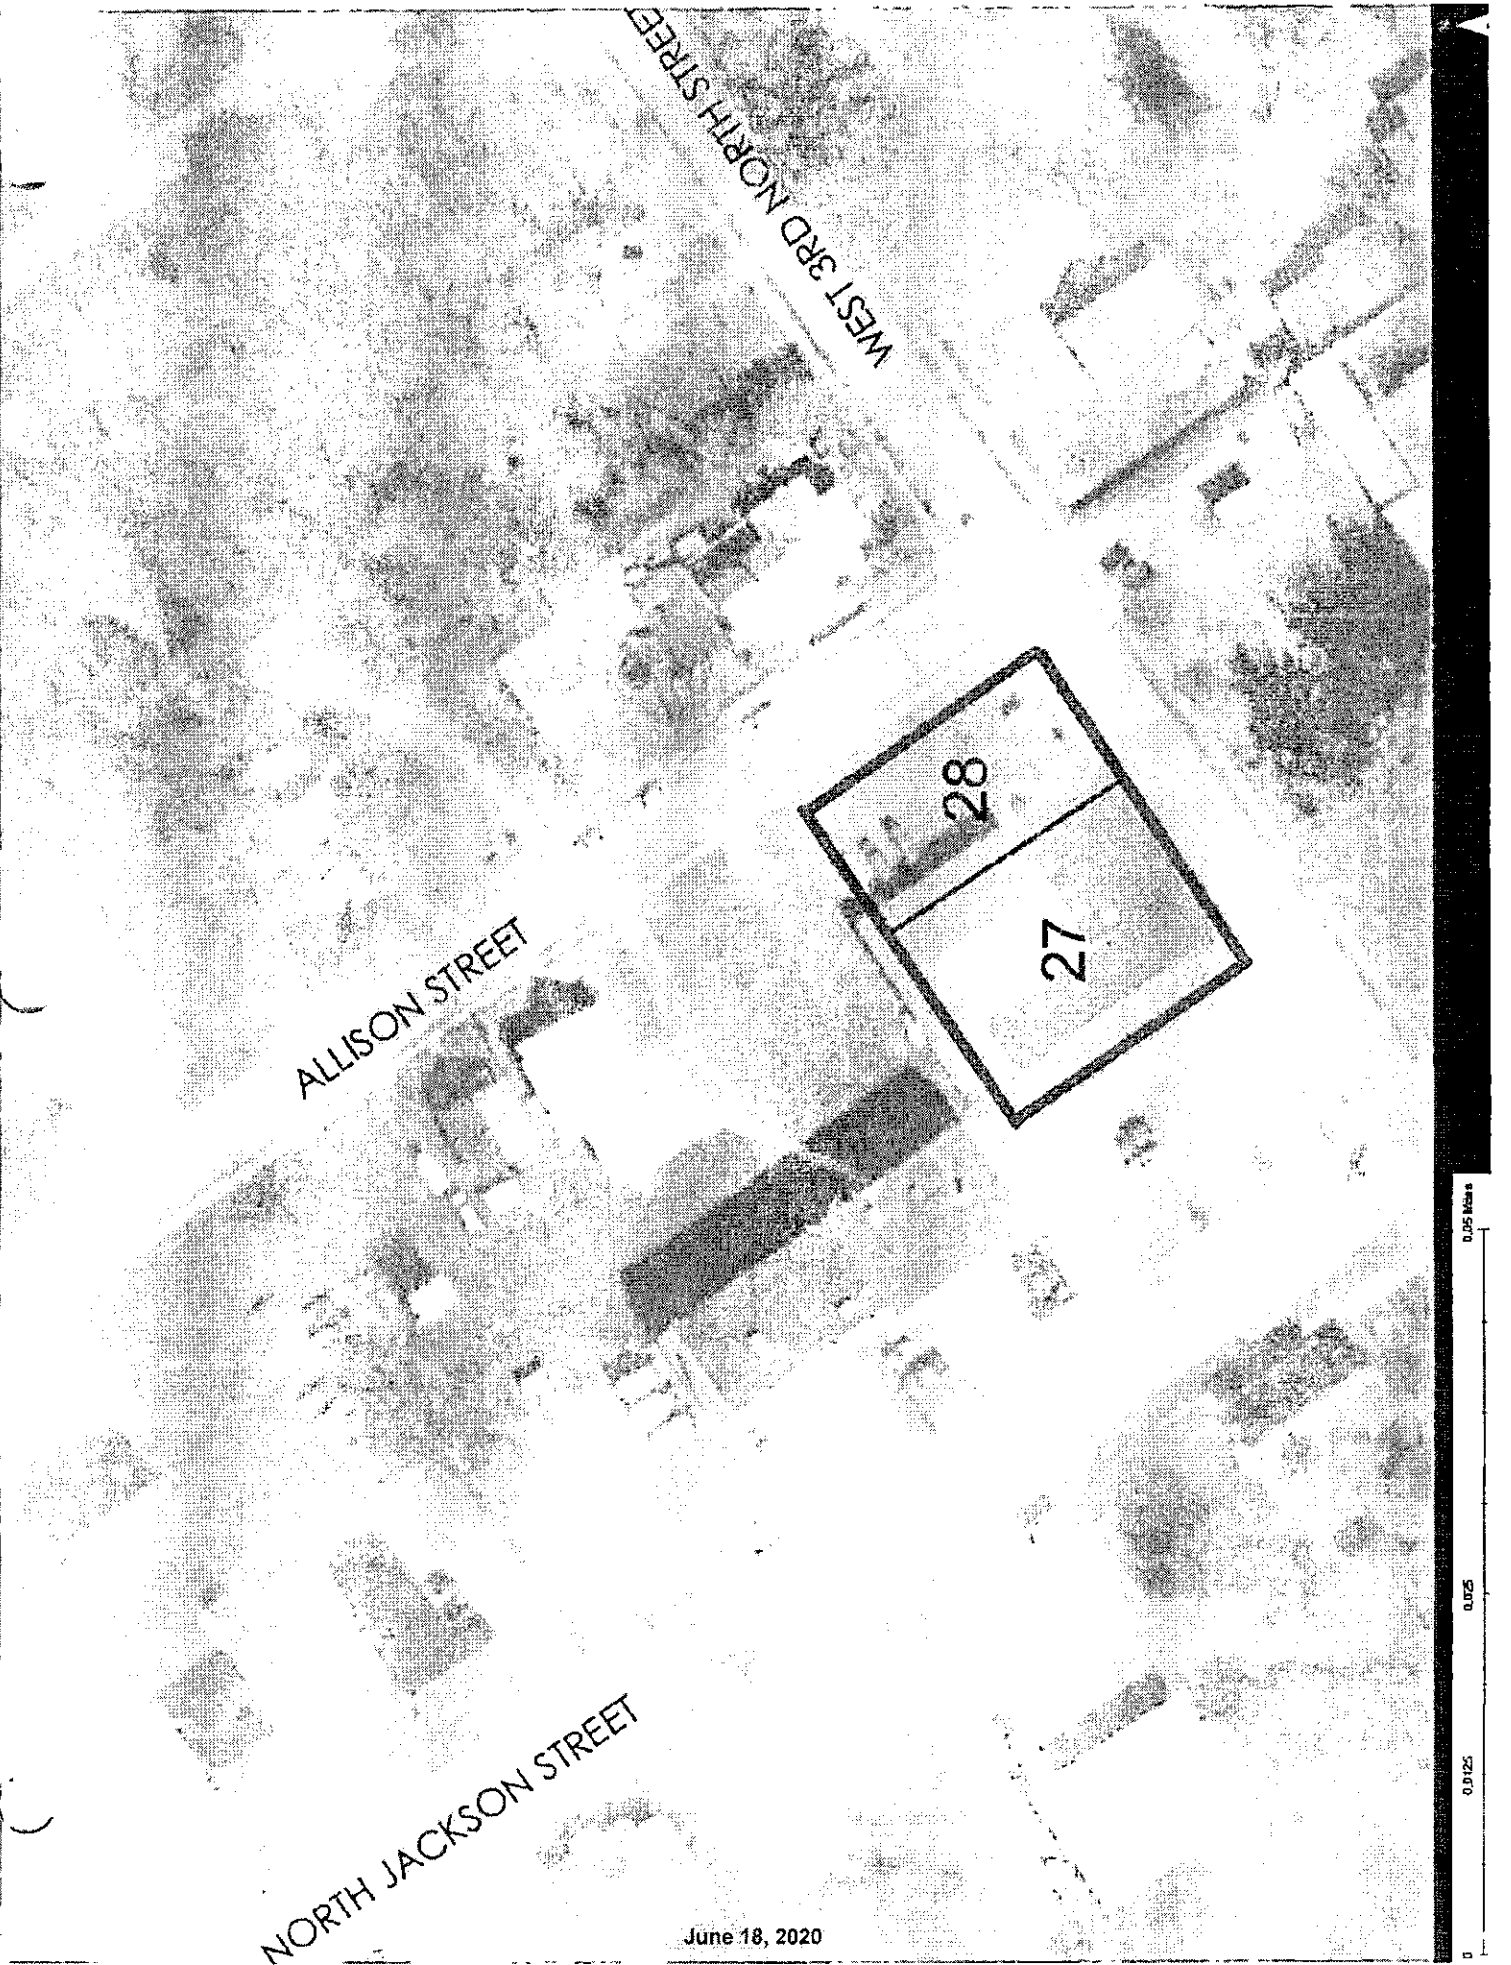 WEST 3RD NORTH STREET
ALLISON STREET
28
27
NORTH JACKSON STREET
0 0.0125 0.025 0.05 Miles
June 18, 2020